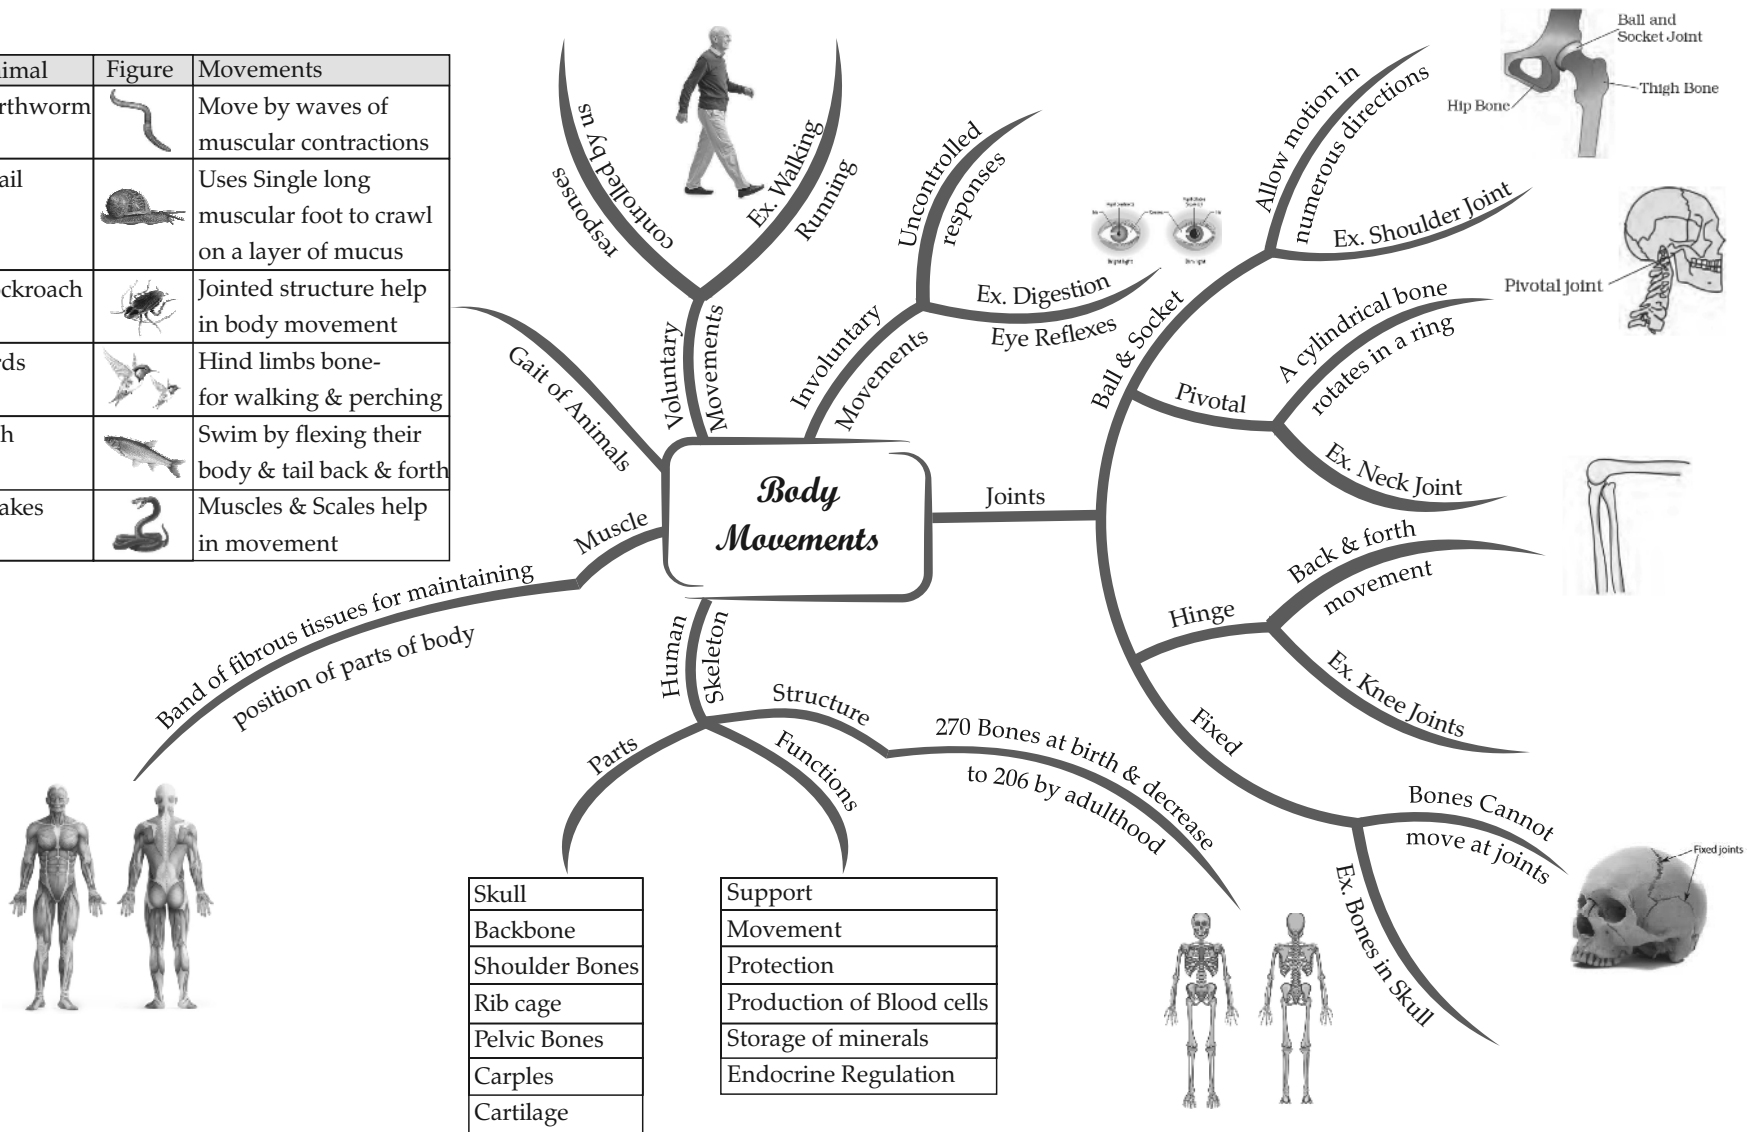 imal Figure Movements
rthworm Move by waves of
muscular contractions
ail Uses Single long
muscular foot to crawl
on a layer of mucus
ckroach Jointed structure help
in body movement
rds Hind limbs bone-
for walking & perching
h Swim by flexing their
body & tail back & forth
akes Muscles & Scales help
in movement
Body
Movements
Gait of Animals
Voluntary
Movements
responses
controlled by us
Ex. Walking
Running
Involuntary
Movements
Uncontrolled
responses
Ex. Digestion
Eye Reflexes
Bright light
Dim light
Joints
Ball & Socket
Allow motion in
numerous directions
Ex. Shoulder Joint
Ball and
Socket Joint
Thigh Bone
Hip Bone
Pivotal
A cylindrical bone
rotates in a ring
Ex. Neck Joint
Pivotal joint
Hinge
Back & forth
movement
Ex. Knee Joints
Fixed
Bones Cannot
move at joints
Ex. Bones in Skull
Fixed joints
Muscle
Band of fibrous tissues for maintaining
position of parts of body
Human
Skeleton
Structure
270 Bones at birth & decrease
to 206 by adulthood
Parts
Skull
Backbone
Shoulder Bones
Rib cage
Pelvic Bones
Carples
Cartilage
Functions
Support
Movement
Protection
Production of Blood cells
Storage of minerals
Endocrine Regulation